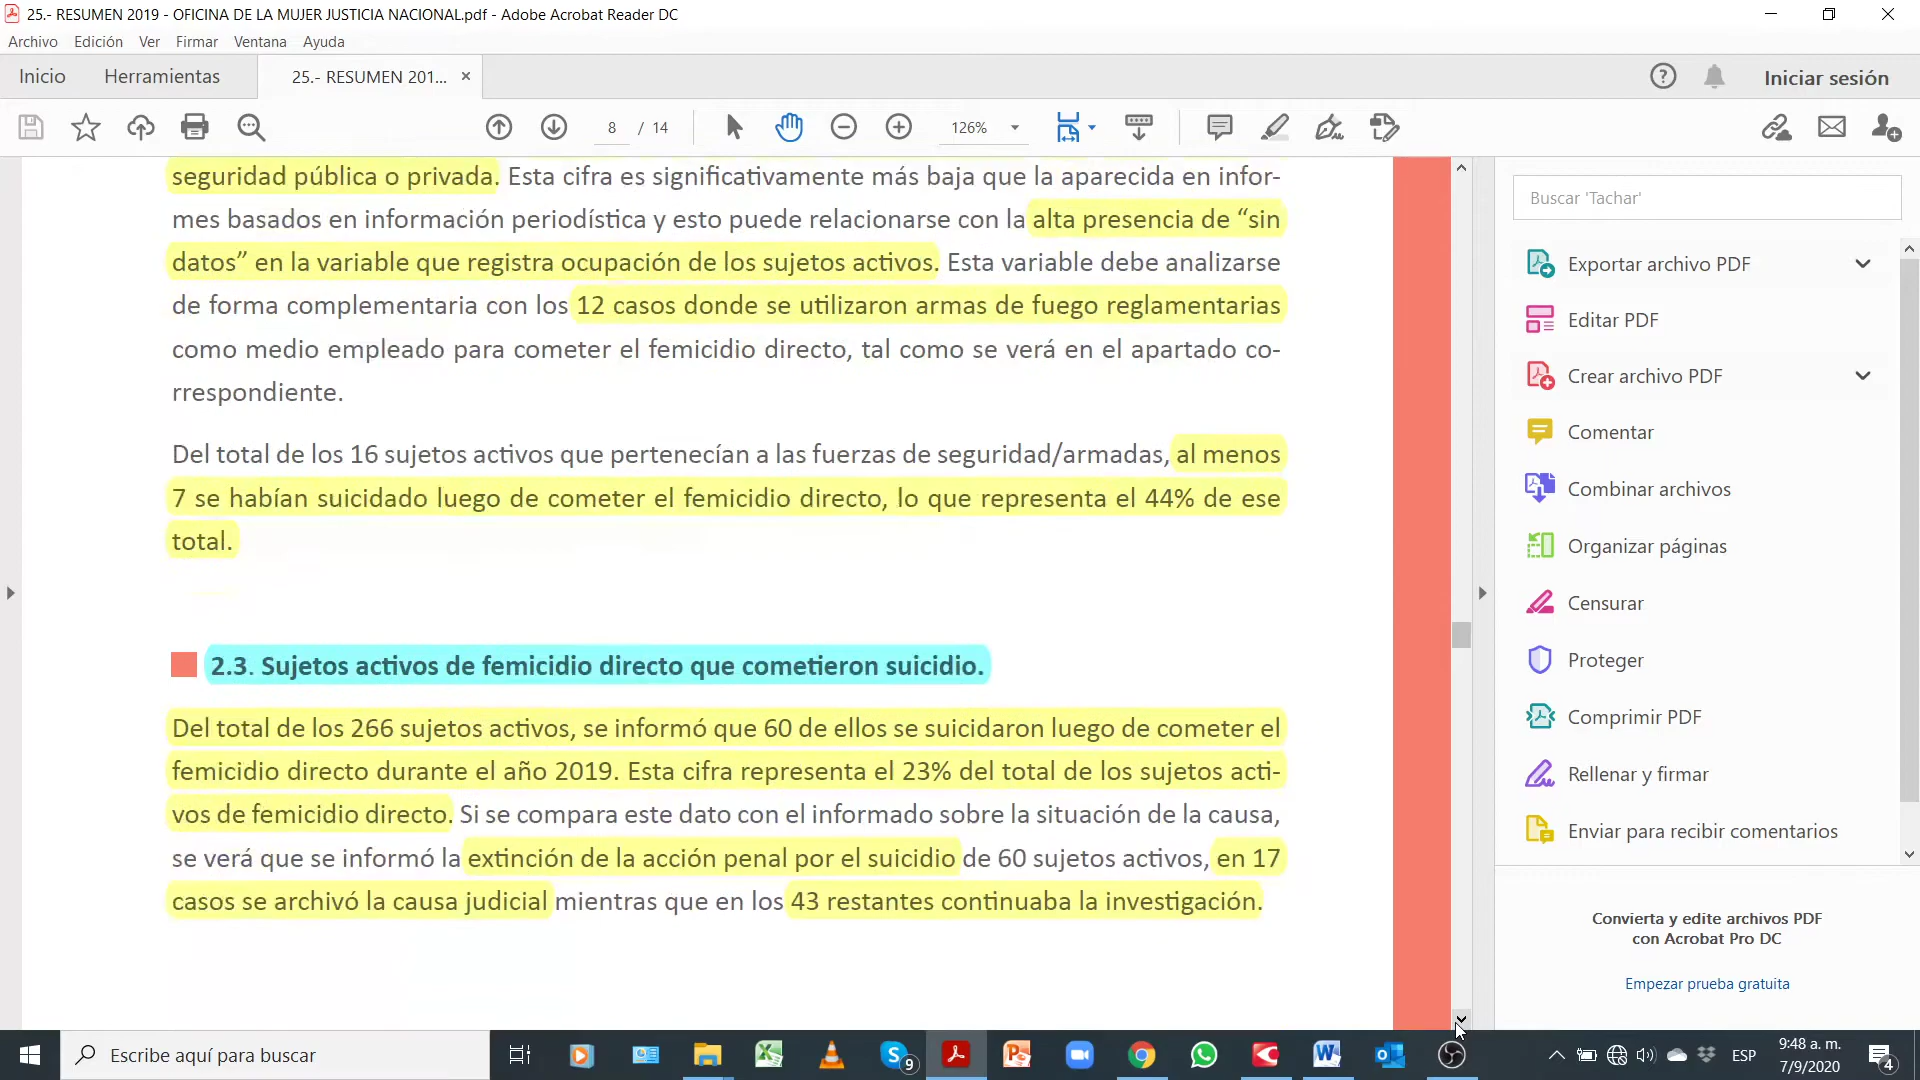 25.- RESUMEN 2019 - OFICINA DE LA MUJER JUSTICIA NACIONAL.pdf - Adobe Acrobat Reader DC
Archivo Edición Ver Firmar Ventana Ayuda
Inicio Herramientas 25.- RESUMEN 201... × Iniciar sesión
8 / 14 126%
seguridad pública o privada. Esta cifra es significativamente más baja que la aparecida en infor-
mes basados en información periodística y esto puede relacionarse con la alta presencia de “sin
datos” en la variable que registra ocupación de los sujetos activos. Esta variable debe analizarse
de forma complementaria con los 12 casos donde se utilizaron armas de fuego reglamentarias
como medio empleado para cometer el femicidio directo, tal como se verá en el apartado co-
rrespondiente.
Del total de los 16 sujetos activos que pertenecían a las fuerzas de seguridad/armadas, al menos
7 se habían suicidado luego de cometer el femicidio directo, lo que representa el 44% de ese
total.
2.3. Sujetos activos de femicidio directo que cometieron suicidio.
Del total de los 266 sujetos activos, se informó que 60 de ellos se suicidaron luego de cometer el
femicidio directo durante el año 2019. Esta cifra representa el 23% del total de los sujetos acti-
vos de femicidio directo. Si se compara este dato con el informado sobre la situación de la causa,
se verá que se informó la extinción de la acción penal por el suicidio de 60 sujetos activos, en 17
casos se archivó la causa judicial mientras que en los 43 restantes continuaba la investigación.
Buscar 'Tachar'
Exportar archivo PDF
Editar PDF
Crear archivo PDF
Comentar
Combinar archivos
Organizar páginas
Censurar
Proteger
Comprimir PDF
Rellenar y firmar
Enviar para recibir comentarios
Convierta y edite archivos PDF
con Acrobat Pro DC
Empezar prueba gratuita
Escribe aquí para buscar
9
ESP
9:48 a. m.
7/9/2020
4